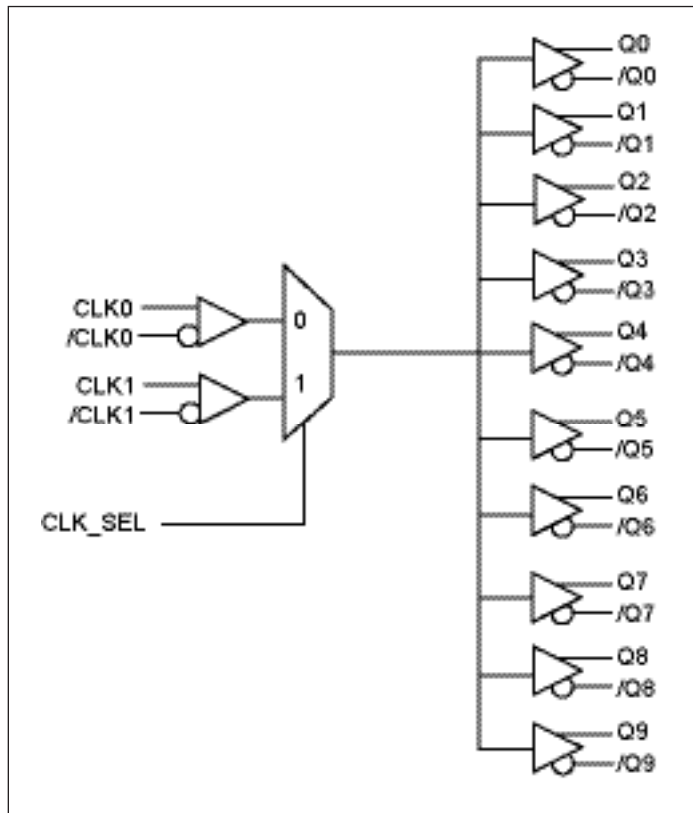 Q0
/Q0
Q1
/Q1
Q2
/Q2
Q3
/Q3
Q4
/Q4
Q5
/Q5
Q6
/Q6
Q7
/Q7
Q8
/Q8
Q9
/Q9
CLK0
/CLK0
CLK1
/CLK1
0
1
CLK_SEL